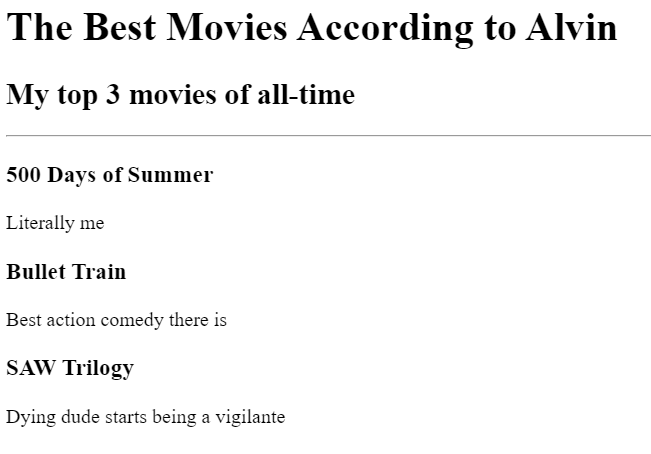 The Best Movies According to Alvin
My top 3 movies of all-time
500 Days of Summer
Literally me
Bullet Train
Best action comedy there is
SAW Trilogy
Dying dude starts being a vigilante